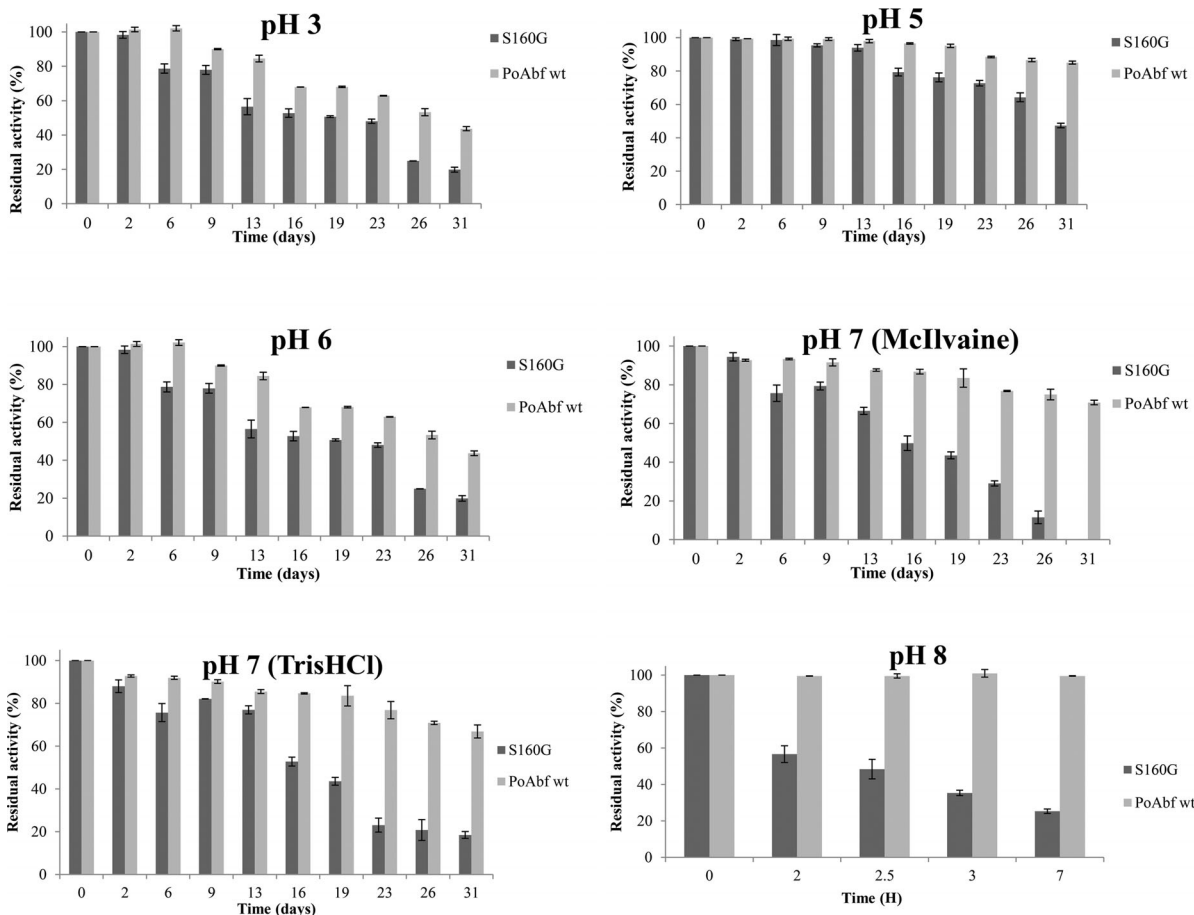 pH 3
Residual activity (%)
100
80
60
40
20
0
0 2 6 9 13 16 19 23 26 31
Time (days)
S160G
PoAbf wt
pH 5
Residual activity (%)
100
80
60
40
20
0
0 2 6 9 13 16 19 23 26 31
Time (days)
S160G
PoAbf wt
pH 6
Residual activity (%)
100
80
60
40
20
0
0 2 6 9 13 16 19 23 26 31
Time (days)
S160G
PoAbf wt
pH 7 (McIlvaine)
Residual activity (%)
100
80
60
40
20
0
0 2 6 9 13 16 19 23 26 31
Time (days)
S160G
PoAbf wt
pH 7 (TrisHCl)
Residual activity (%)
100
80
60
40
20
0
0 2 6 9 13 16 19 23 26 31
Time (days)
S160G
PoAbf wt
pH 8
Residual activity (%)
100
80
60
40
20
0
0 2 2.5 3 7
Time (H)
S160G
PoAbf wt